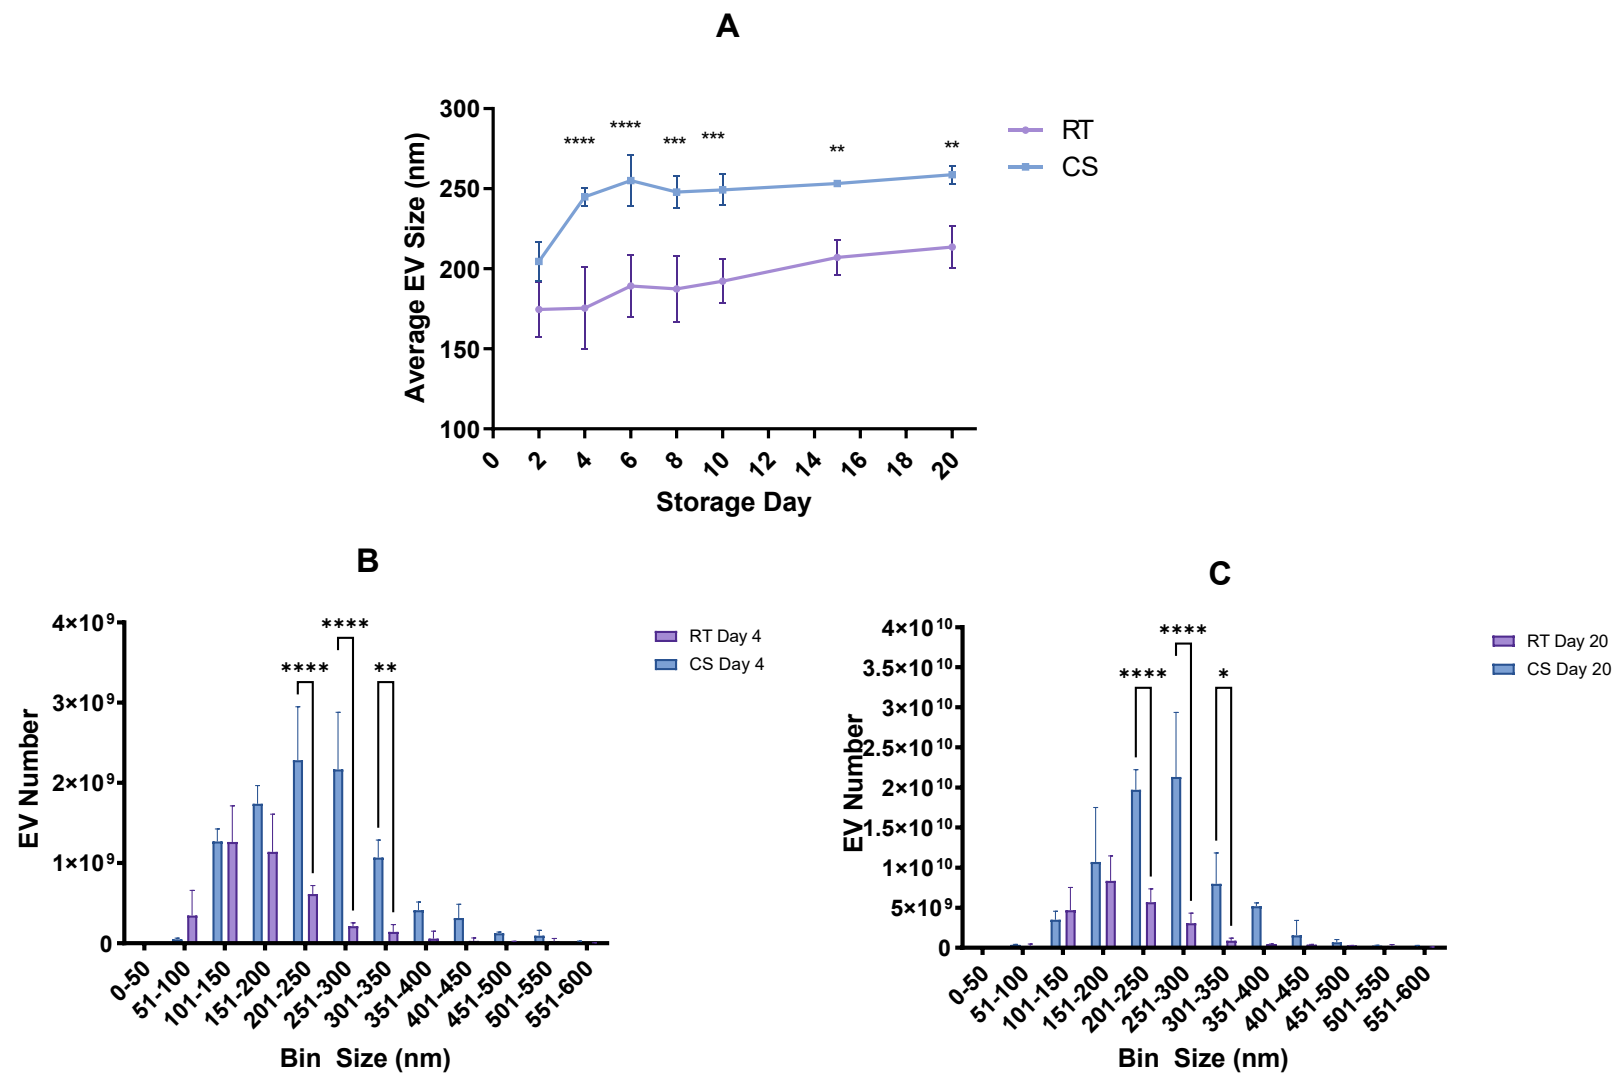 A
300
250
200
150
100
Average EV Size (nm)
**** **** *** *** ** **
RT
CS
0 2 4 6 8 10 12 14 16 18 20
Storage Day
B
4×10⁹
3×10⁹
2×10⁹
1×10⁹
0
EV Number
****
**** **
RT Day 4
CS Day 4
0-50 51-100 101-150 151-200 201-250 251-300 301-350 351-400 401-450 451-500 501-550 551-600
Bin Size (nm)
C
4×10¹⁰
3.5×10¹⁰
3×10¹⁰
2.5×10¹⁰
2×10¹⁰
1.5×10¹⁰
1×10¹⁰
5×10⁹
0
EV Number
****
**** *
RT Day 20
CS Day 20
0-50 51-100 101-150 151-200 201-250 251-300 301-350 351-400 401-450 451-500 501-550 551-600
Bin Size (nm)